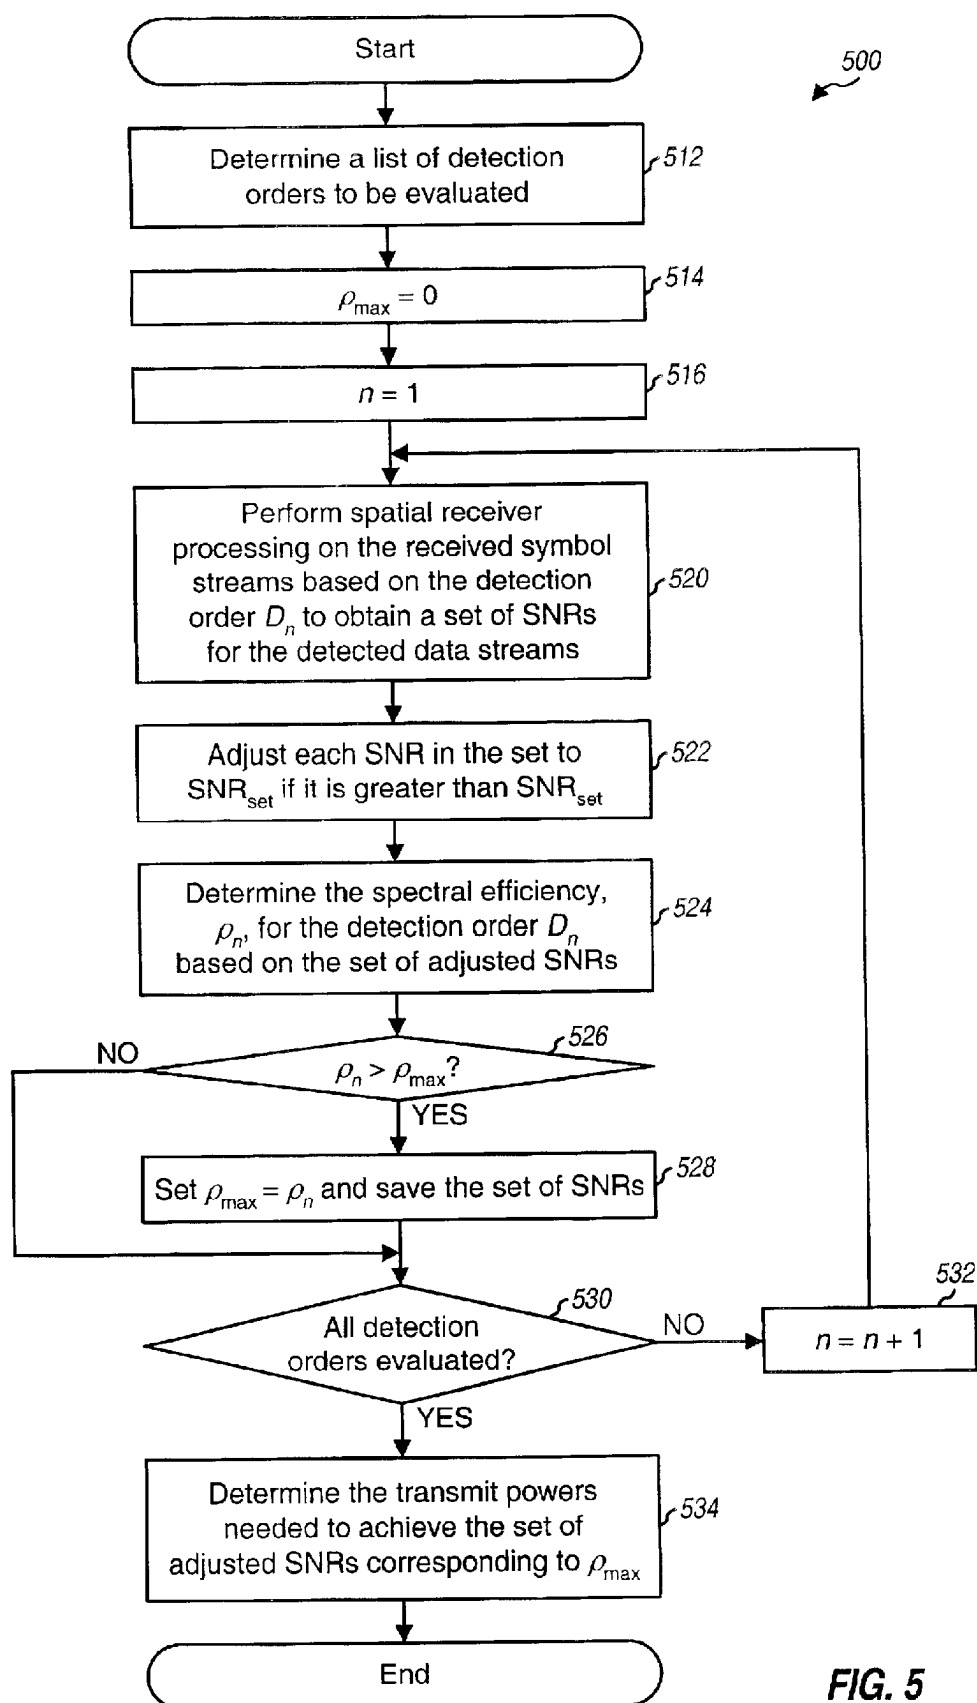 Start
500
Determine a list of detection
orders to be evaluated
512
ρmax = 0
514
n = 1
516
Perform spatial receiver
processing on the received symbol
streams based on the detection
order Dn to obtain a set of SNRs
for the detected data streams
520
Adjust each SNR in the set to
SNRset if it is greater than SNRset
522
Determine the spectral efficiency,
ρn, for the detection order Dn
based on the set of adjusted SNRs
524
526
NO
ρn > ρmax?
YES
Set ρmax = ρn and save the set of SNRs
528
530
All detection
orders evaluated?
NO
532
n = n + 1
YES
Determine the transmit powers
needed to achieve the set of
adjusted SNRs corresponding to ρmax
534
End
FIG. 5